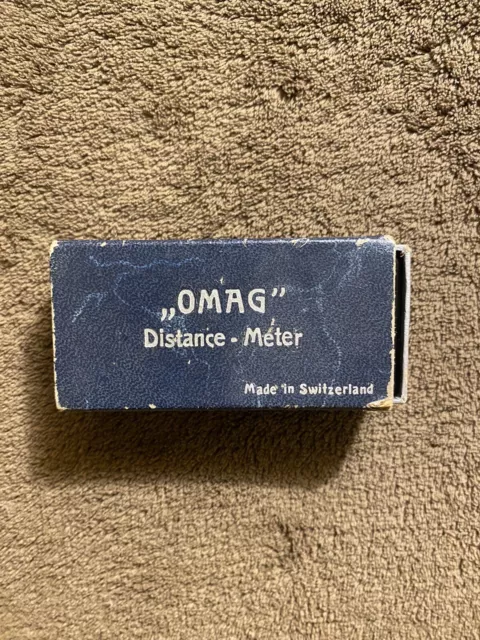 „OMAG”
Distance - Meter
Made in Switzerland